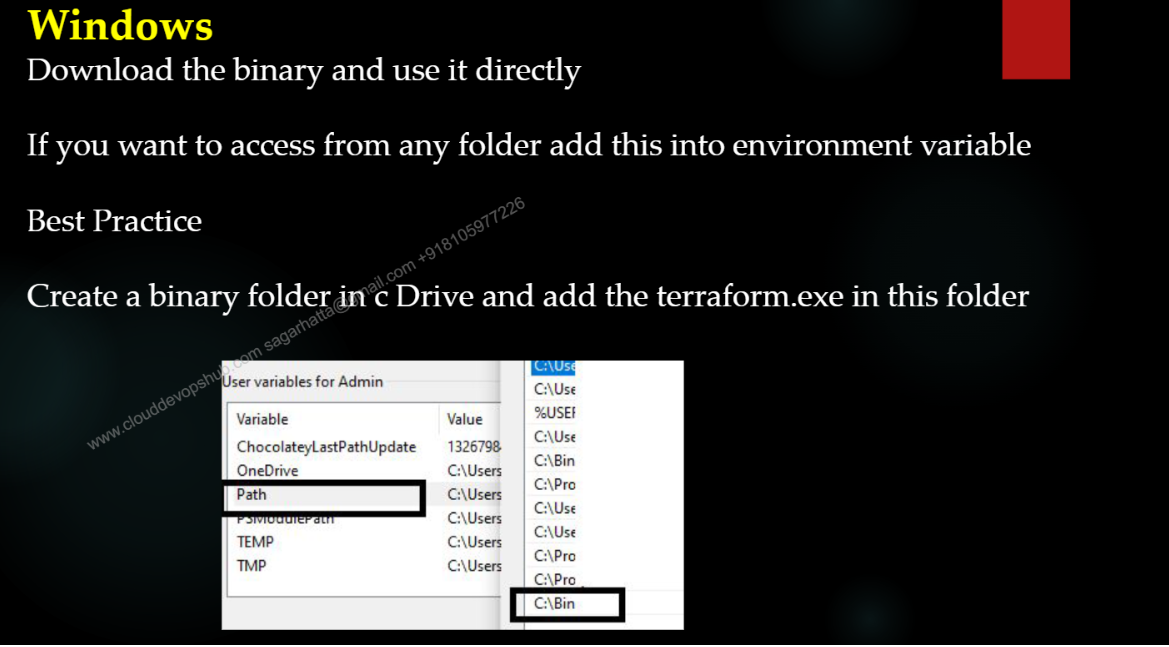 Windows
Download the binary and use it directly
If you want to access from any folder add this into environment variable
Best Practice
Create a binary folder in c Drive and add the terraform.exe in this folder
www.clouddevopshub.com sagarhatta@gmail.com +918105977226
User variables for Admin
Variable Value
ChocolateyLastPathUpdate 1326798
OneDrive C:\Users
Path C:\Users
PSModulePath C:\Users
TEMP C:\Users
TMP C:\Users
C:\Use
C:\Use
%USEF
C:\Use
C:\Bin
C:\Pro
C:\Use
C:\Use
C:\Pro
C:\Pro
C:\Bin